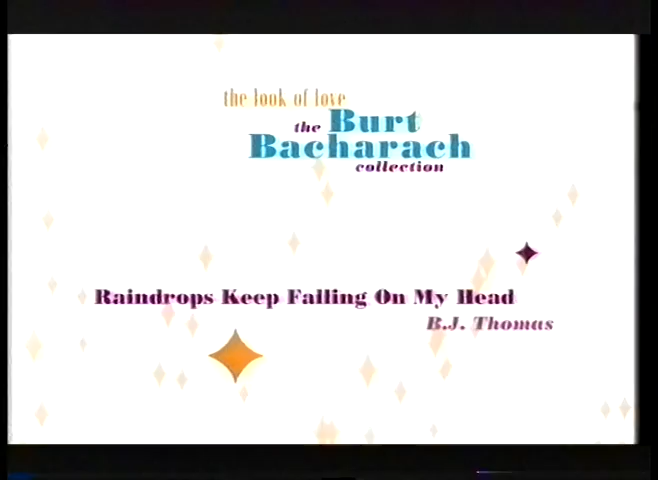 the look of love
the Burt
Bacharach
collection
Raindrops Keep Falling On My Head
B.J. Thomas